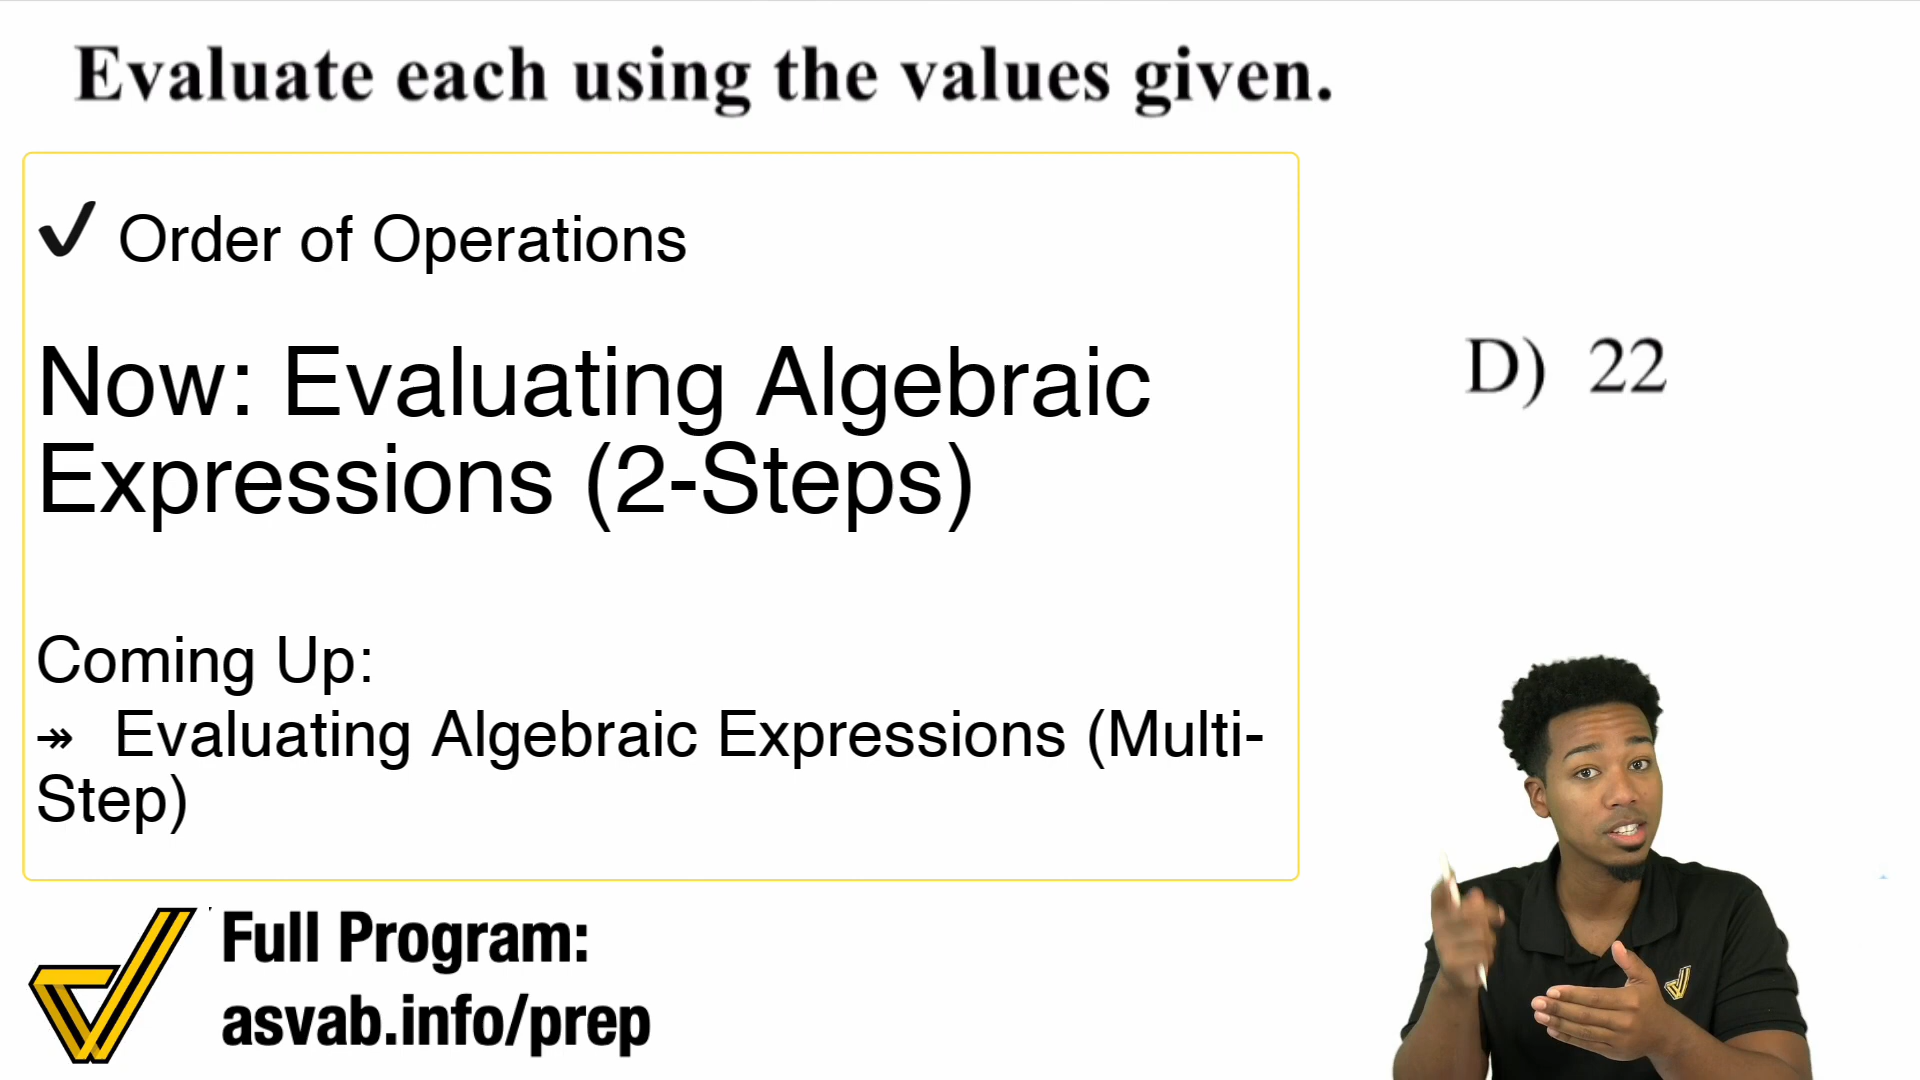 Evaluate each using the values given.
✓ Order of Operations
Now: Evaluating Algebraic
Expressions (2-Steps)
D) 22
Coming Up:
↠ Evaluating Algebraic Expressions (Multi-
Step)
Full Program:
asvab.info/prep